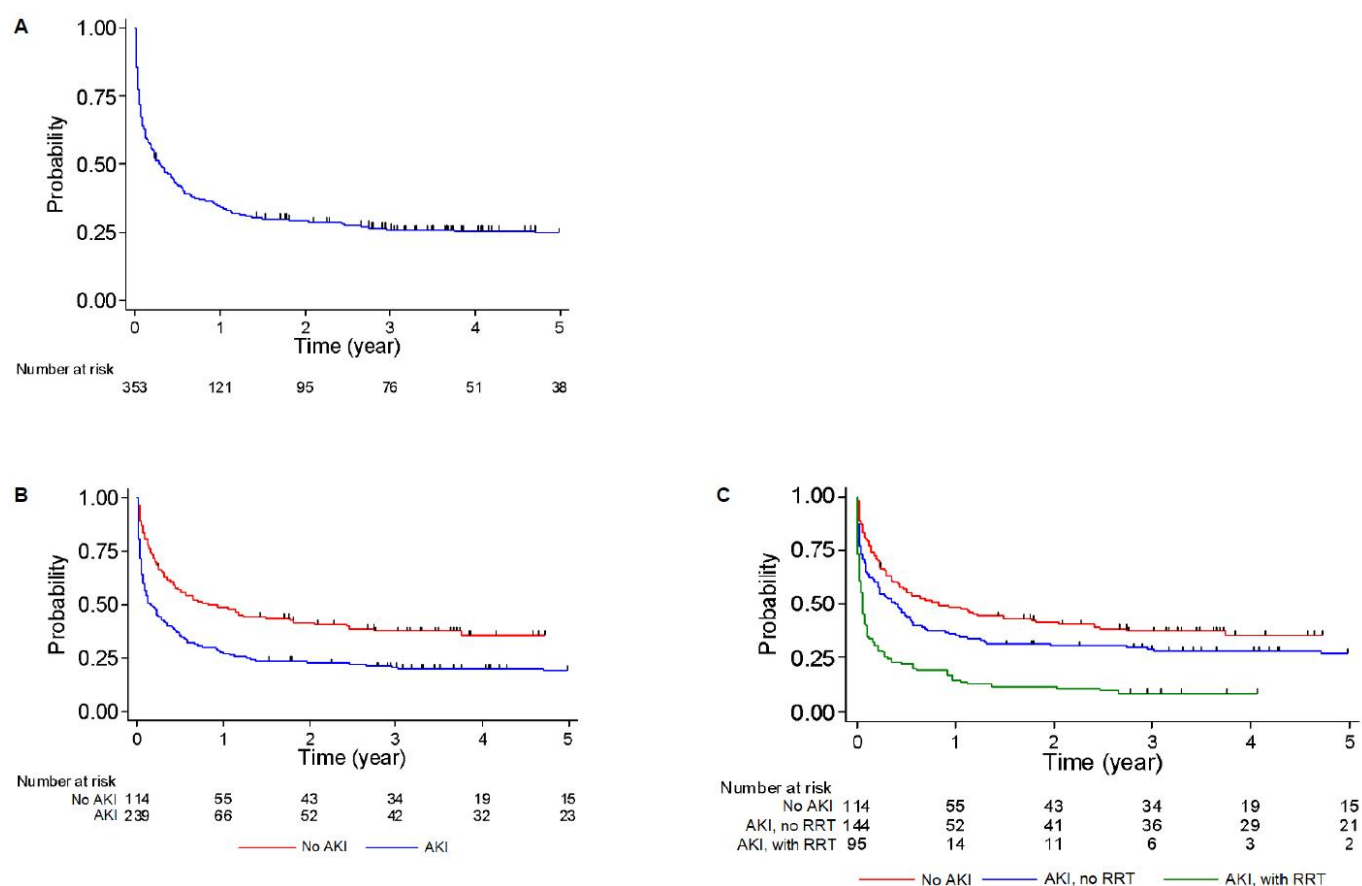 A
1.00
0.75
0.50
0.25
0.00
Probability
0 1 2 3 4 5
Time (year)
Number at risk
353 121 95 76 51 38
B
1.00
0.75
0.50
0.25
0.00
Probability
0 1 2 3 4 5
Time (year)
Number at risk
No AKI 114 55 43 34 19 15
AKI 239 66 52 42 32 23
No AKI AKI
C
1.00
0.75
0.50
0.25
0.00
Probability
0 1 2 3 4 5
Time (year)
Number at risk
No AKI 114 55 43 34 19 15
AKI, no RRT 144 52 41 36 29 21
AKI, with RRT 95 14 11 6 3 2
No AKI AKI, no RRT AKI, with RRT